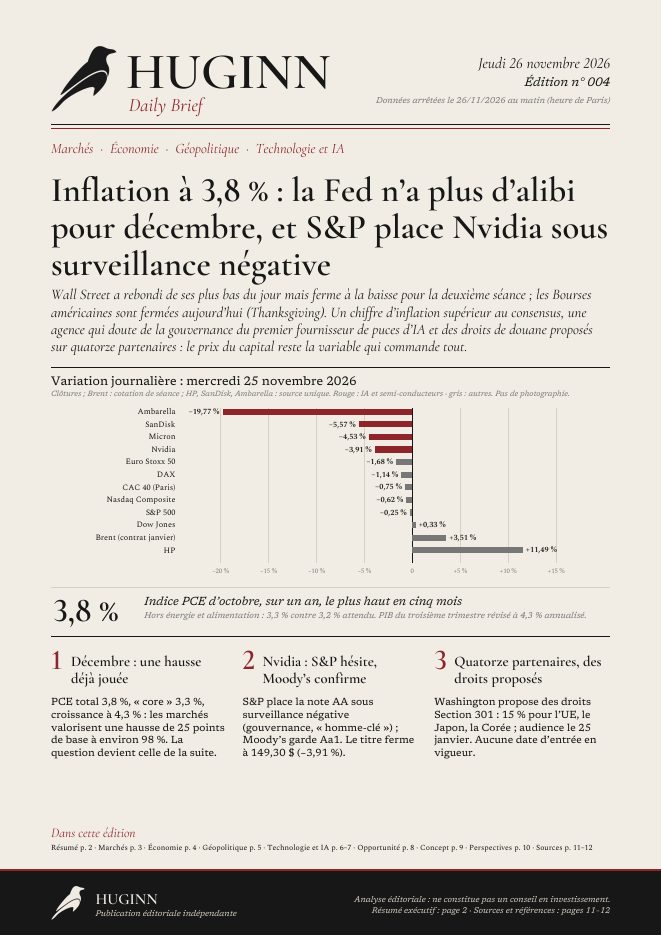 HUGINN
Daily Brief
Jeudi 26 novembre 2026
Édition n° 004
Données arrêtées le 26/11/2026 au matin (heure de Paris)
Marchés · Économie · Géopolitique · Technologie et IA
Inflation à 3,8 % : la Fed n’a plus d’alibi
pour décembre, et S&P place Nvidia sous
surveillance négative
Wall Street a rebondi de ses plus bas du jour mais ferme à la baisse pour la deuxième séance ; les Bourses
américaines sont fermées aujourd’hui (Thanksgiving). Un chiffre d’inflation supérieur au consensus, une
agence qui doute de la gouvernance du premier fournisseur de puces d’IA et des droits de douane proposés
sur quatorze partenaires : le prix du capital reste la variable qui commande tout.
Variation journalière : mercredi 25 novembre 2026
Clôtures ; Brent : cotation de séance ; HP, SanDisk, Ambarella : source unique. Rouge : IA et semi-conducteurs · gris : autres. Pas de photographie.
Ambarella −19,77 %
SanDisk −5,57 %
Micron −4,53 %
Nvidia −3,91 %
Euro Stoxx 50 −1,68 %
DAX −1,14 %
CAC 40 (Paris) −0,75 %
Nasdaq Composite −0,62 %
S&P 500 −0,25 %
Dow Jones +0,33 %
Brent (contrat janvier) +3,51 %
HP +11,49 %
−20 % −15 % −10 % −5 % 0 +5 % +10 % +15 %
3,8 %
Indice PCE d’octobre, sur un an, le plus haut en cinq mois
Hors énergie et alimentation : 3,3 % contre 3,2 % attendu. PIB du troisième trimestre révisé à 4,3 % annualisé.
1 Décembre : une hausse
déjà jouée
PCE total 3,8 %, « core » 3,3 %,
croissance à 4,3 % : les marchés
valorisent une hausse de 25 points
de base à environ 98 %. La
question devient celle de la suite.
2 Nvidia : S&P hésite,
Moody’s confirme
S&P place la note AA sous
surveillance négative
(gouvernance, « homme-clé ») ;
Moody’s garde Aa1. Le titre ferme
à 149,30 $ (−3,91 %).
3 Quatorze partenaires, des
droits proposés
Washington propose des droits
Section 301 : 15 % pour l’UE, le
Japon, la Corée ; audience le 25
janvier. Aucune date d’entrée en
vigueur.
Dans cette édition
Résumé p. 2 · Marchés p. 3 · Économie p. 4 · Géopolitique p. 5 · Technologie et IA p. 6–7 · Opportunité p. 8 · Concept p. 9 · Perspectives p. 10 · Sources p. 11–12
HUGINN
Publication éditoriale indépendante
Analyse éditoriale : ne constitue pas un conseil en investissement.
Résumé exécutif : page 2 · Sources et références : pages 11–12